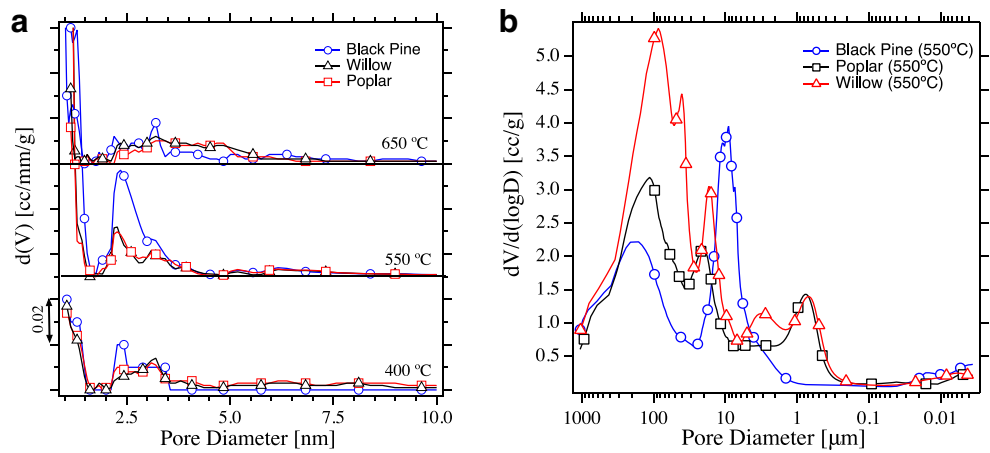 a
d(V) [cc/nm/g]
0.02
Black Pine
Willow
Poplar
650 ºC
550 ºC
400 ºC
2.5
5.0
7.5
10.0
Pore Diameter [nm]
b
dV/d(logD) [cc/g]
5.0
4.5
4.0
3.5
3.0
2.5
2.0
1.5
1.0
0.5
Black Pine (550ºC)
Poplar (550ºC)
Willow (550ºC)
1000
100
10
1
0.1
0.01
Pore Diameter [µm]